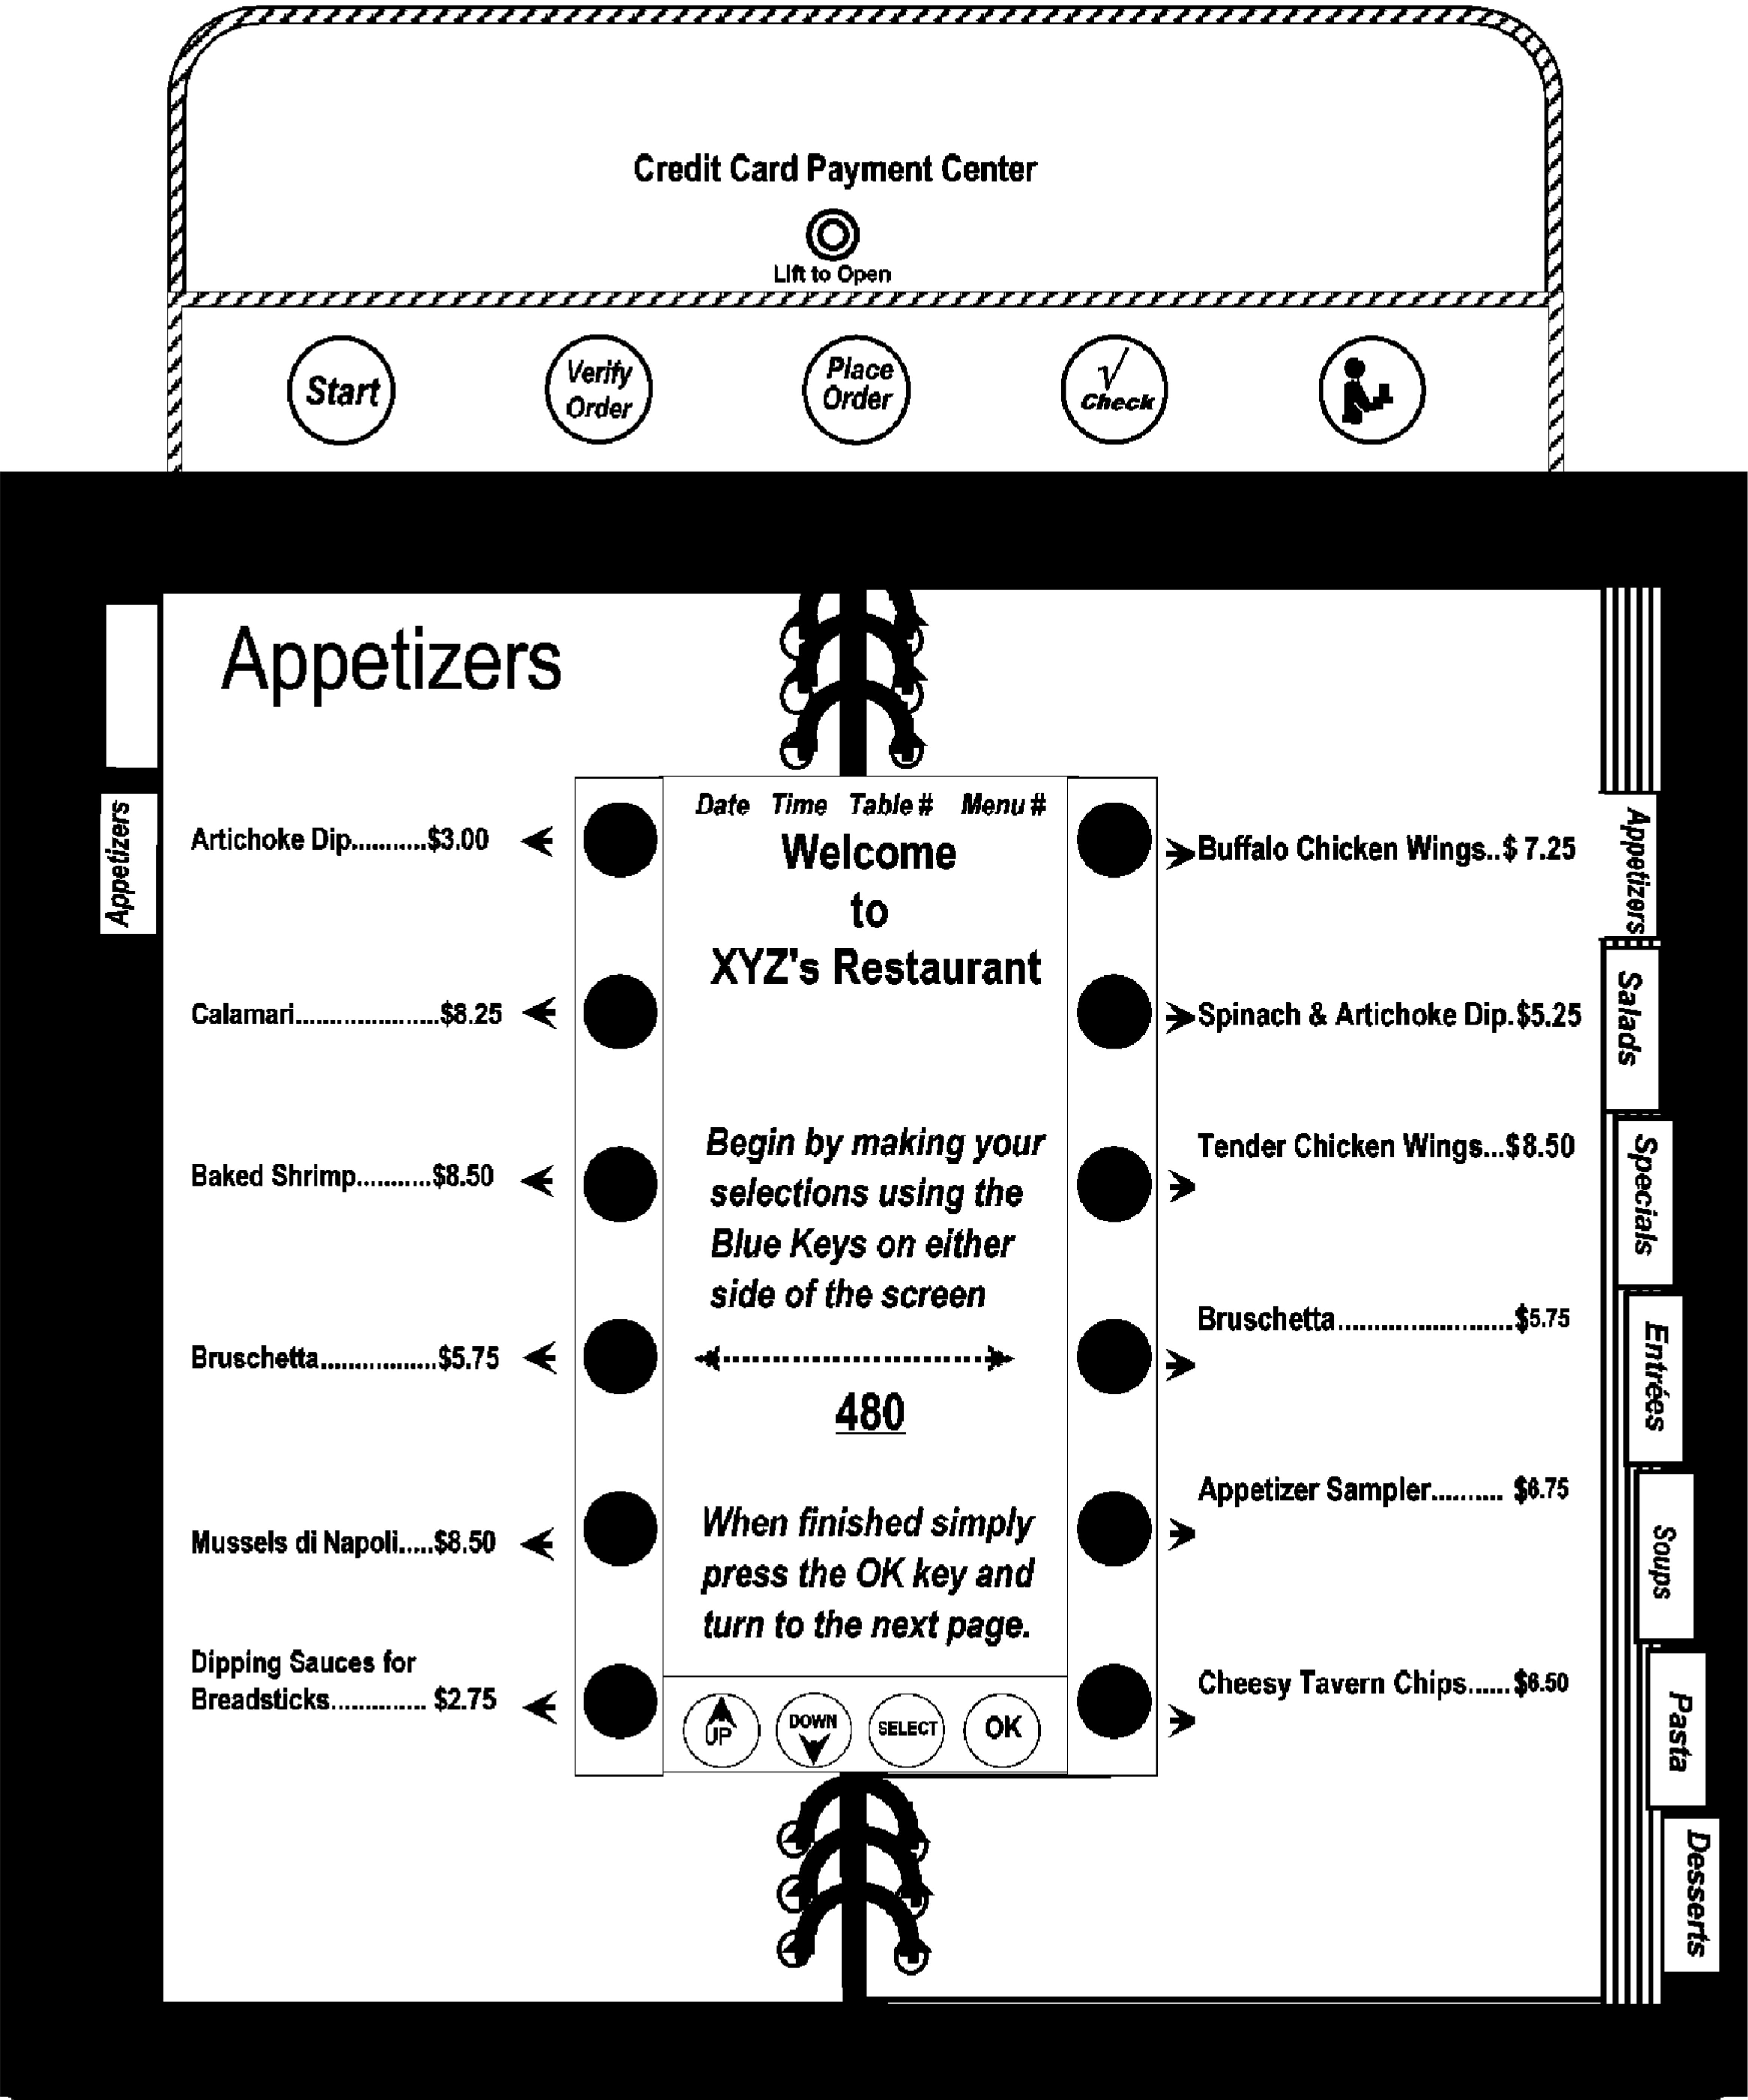 Credit Card Payment Center
Lift to Open
Start
Verify
Order
Place
Order
√
Check
Appetizers
Appetizers
Artichoke Dip...........$3.00
Calamari.....................$8.25
Baked Shrimp...........$8.50
Bruschetta.................$5.75
Mussels di Napoli.....$8.50
Dipping Sauces for
Breadsticks.............. $2.75
Date Time Table # Menu #
Welcome
to
XYZ's Restaurant
Begin by making your
selections using the
Blue Keys on either
side of the screen
480
When finished simply
press the OK key and
turn to the next page.
UP
DOWN
SELECT
OK
Buffalo Chicken Wings..$ 7.25
Spinach & Artichoke Dip.$5.25
Tender Chicken Wings...$8.50
Bruschetta........................$5.75
Appetizer Sampler.......... $6.75
Cheesy Tavern Chips......$6.50
Appetizers
Salads
Specials
Entrées
Soups
Pasta
Desserts